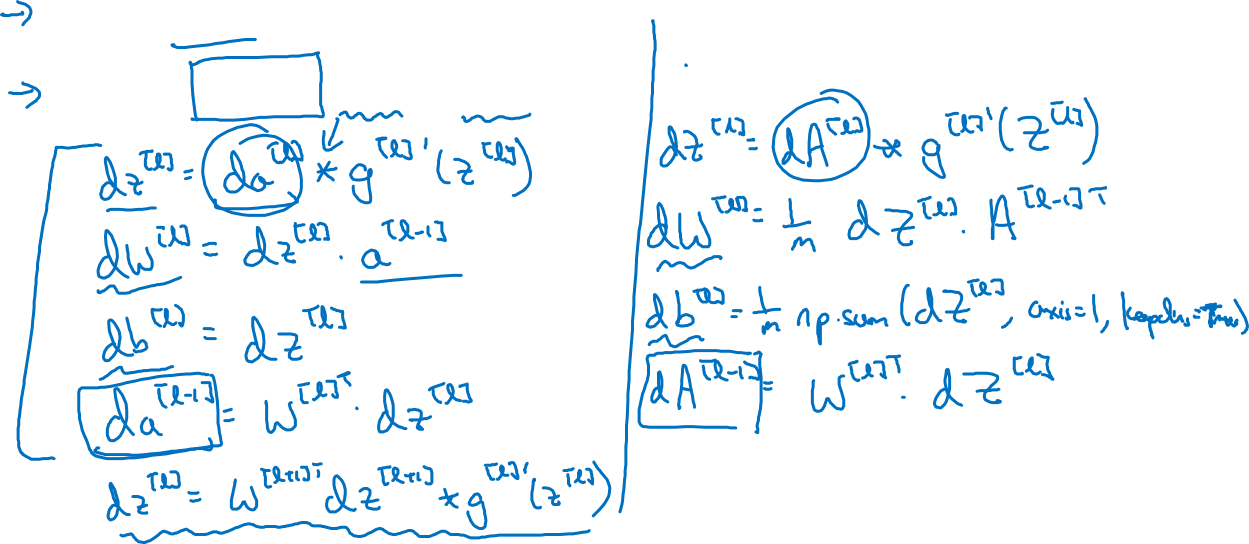 →
→
dz^[l] = da^[l] * g^[l]'(z^[l])
dW^[l] = dz^[l] · a^[l-1]
db^[l] = dz^[l]
da^[l-1] = W^[l]T · dz^[l]
dz^[l] = W^[l+1]T dz^[l+1] * g^[l]'(z^[l])
dZ^[l] = dA^[l] * g^[l]'(Z^[l])
dW^[l] = 1/m dZ^[l] · A^[l-1]T
db^[l] = 1/m np.sum(dZ^[l], axis=1, keepdims=True)
dA^[l-1] = W^[l]T · dZ^[l]